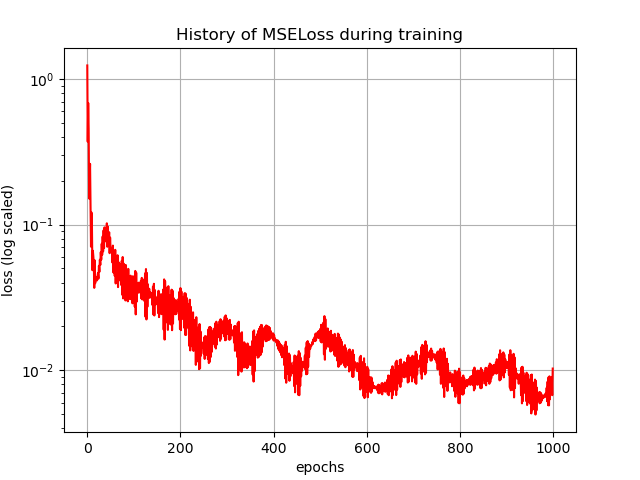 History of MSELoss during training
loss (log scaled)
10⁰
10⁻¹
10⁻²
0 200 400 600 800 1000
epochs